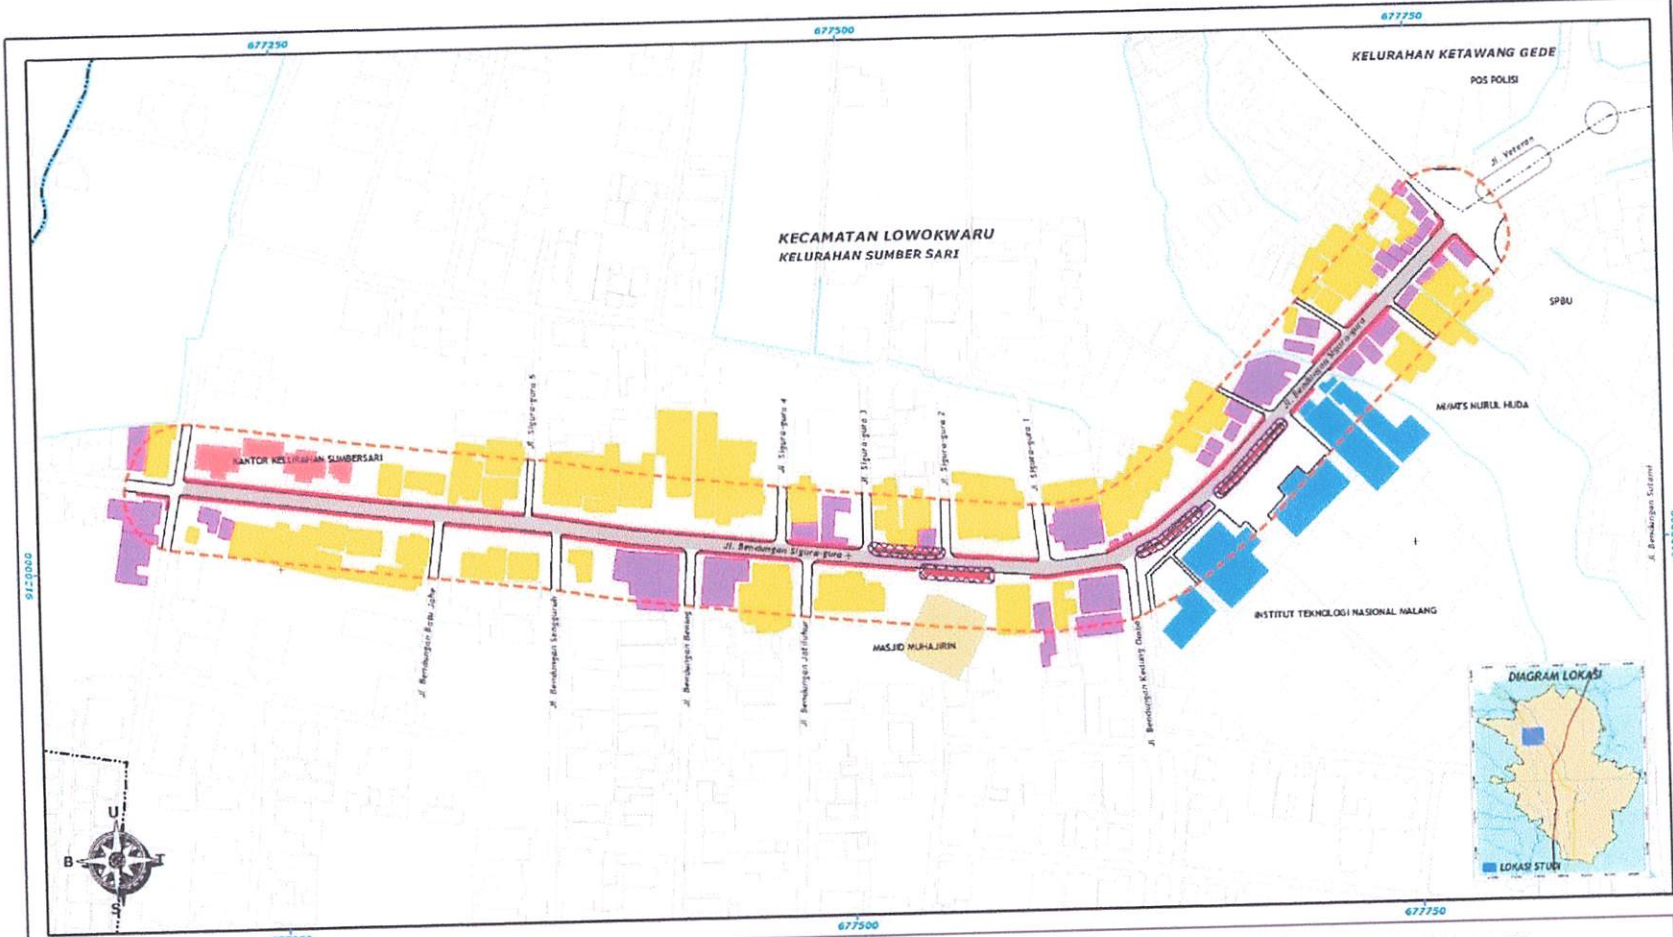 677250
677500
677750
KELURAHAN KETAWANG GEDE
POS POLISI
Jl. Veteran
KECAMATAN LOWOKWARU
KELURAHAN SUMBER SARI
SPBU
MI/MTS NURUL HUDA
Jl. Bendungan Sigura-gura
Jl. Sigura-gura 5
Jl. Sigura-gura 4
Jl. Sigura-gura 3
Jl. Sigura-gura 2
Jl. Sigura-gura 1
KANTOR KELURAHAN SUMBERSARI
Jl. Bendungan Sutami
Jl. Bendungan Sigura-gura
9120000
INSTITUT TEKNOLOGI NASIONAL MALANG
MASJID MUHAJIRIN
Jl. Bendungan Batu Jahe
Jl. Bendungan Sengguruh
Jl. Bendungan Bening
Jl. Bendungan Jatiluhur
Jl. Bendungan Kedung Ombo
DIAGRAM LOKASI
LOKASI STUDI
U
B
T
S
677500
677750